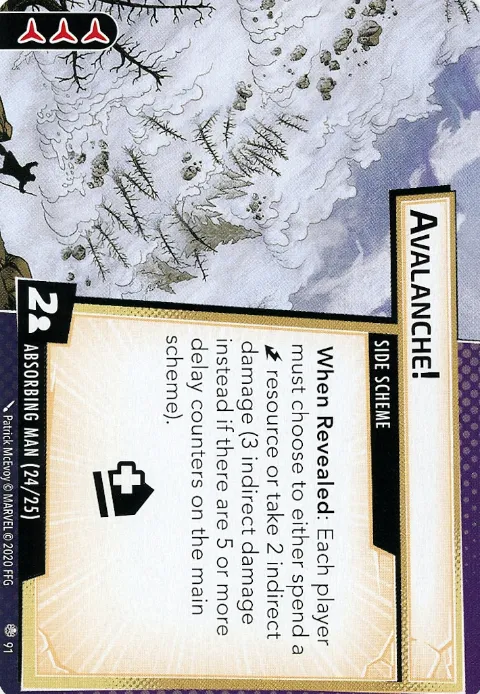 AVALANCHE!
SIDE SCHEME
When Revealed: Each player
must choose to either spend a
resource or take 2 indirect
damage (3 indirect damage
instead if there are 5 or more
delay counters on the main
scheme).
2
ABSORBING MAN (24/25)
Patrick McEvoy © MARVEL © 2020 FFG
91